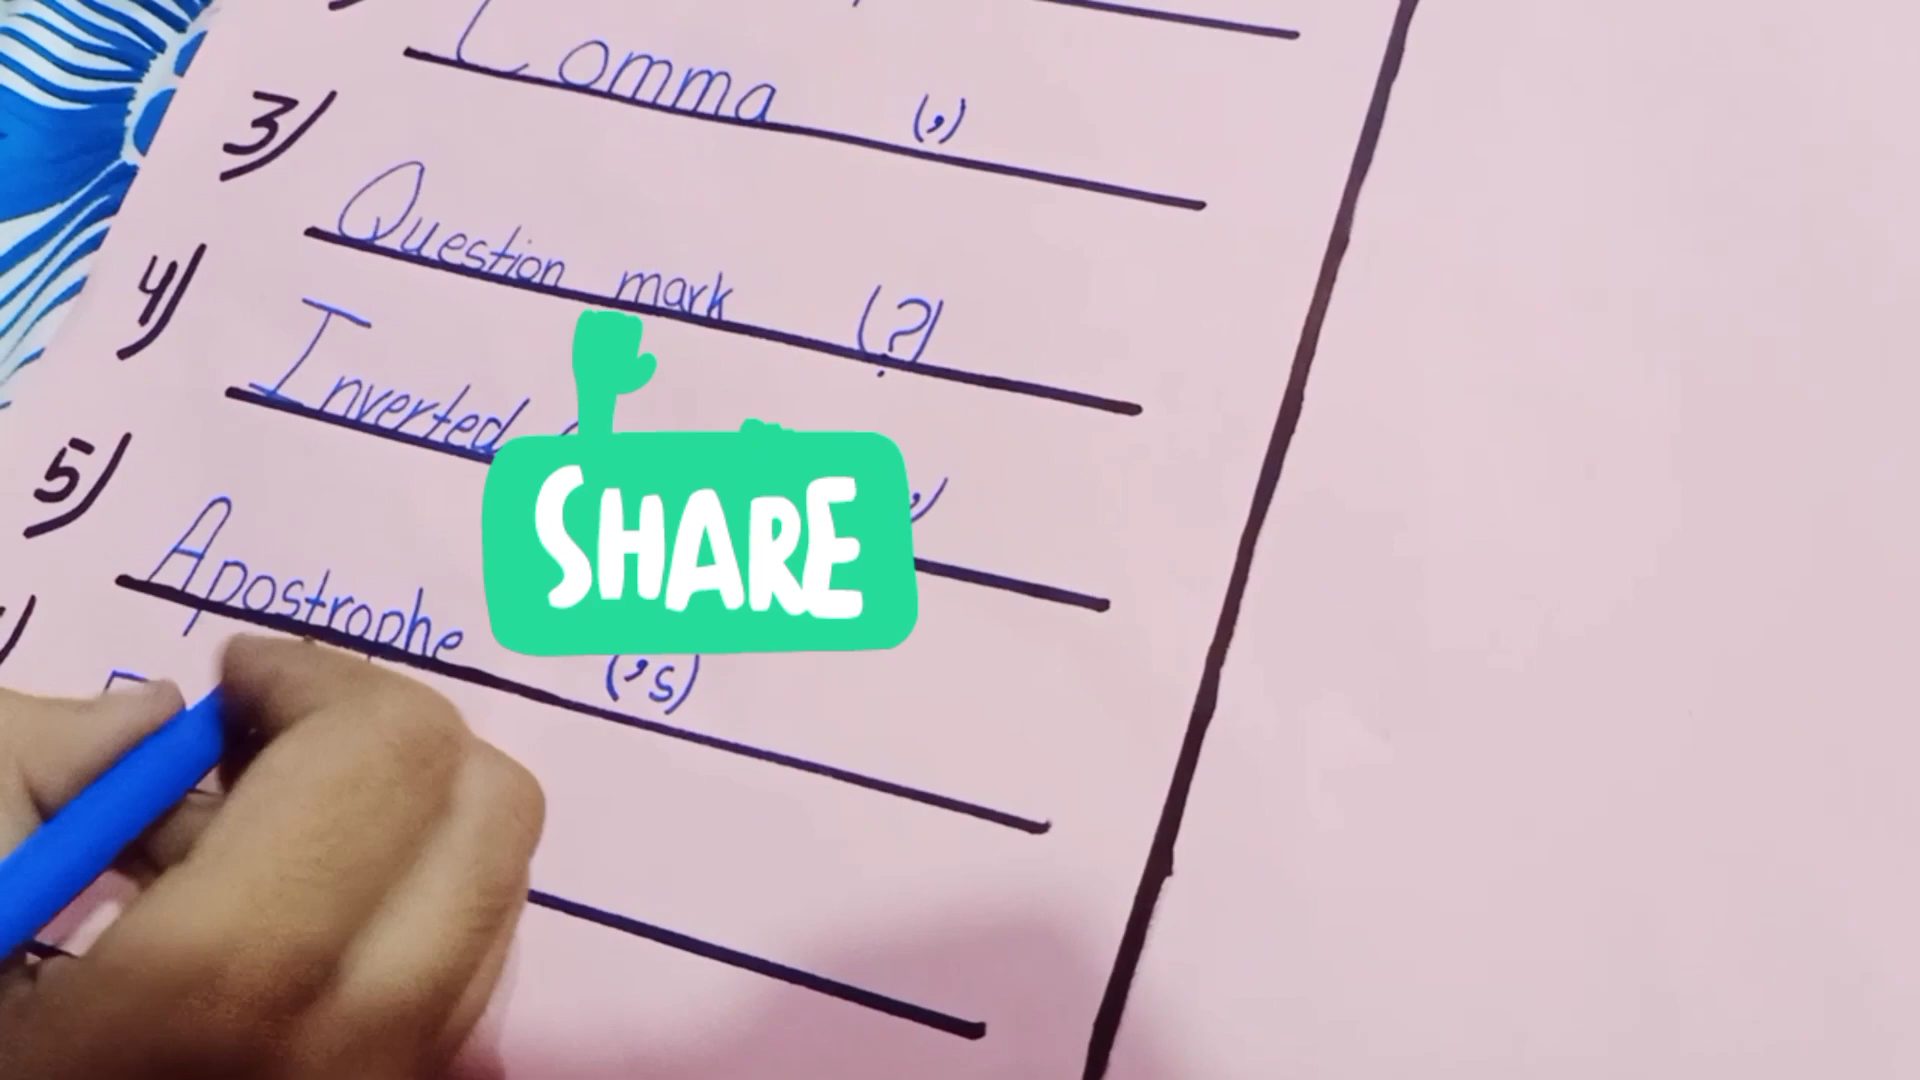 Comma (,)
3) Question mark (?)
4) Inverted
SHARE
5) Apostrophe ('s)